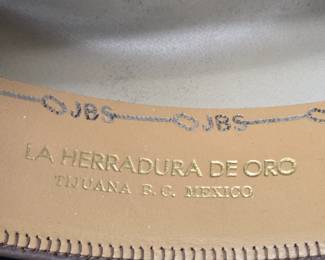 JBS JBS
LA HERRADURA DE ORO
TIJUANA B.C. MEXICO